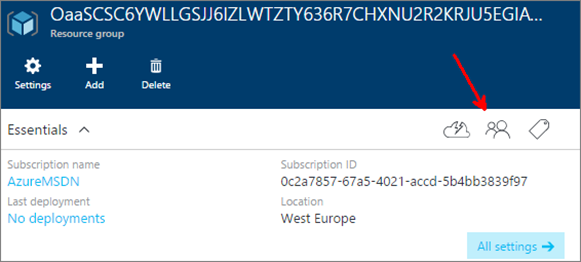 OaaSCSC6YWLLGSJJ6IZLWTZTY636R7CHXNU2R2KRJU5EGIA...
Resource group
Settings Add Delete
Essentials
Subscription name Subscription ID
AzureMSDN 0c2a7857-67a5-4021-accd-5b4bb3839f97
Last deployment Location
No deployments West Europe
All settings